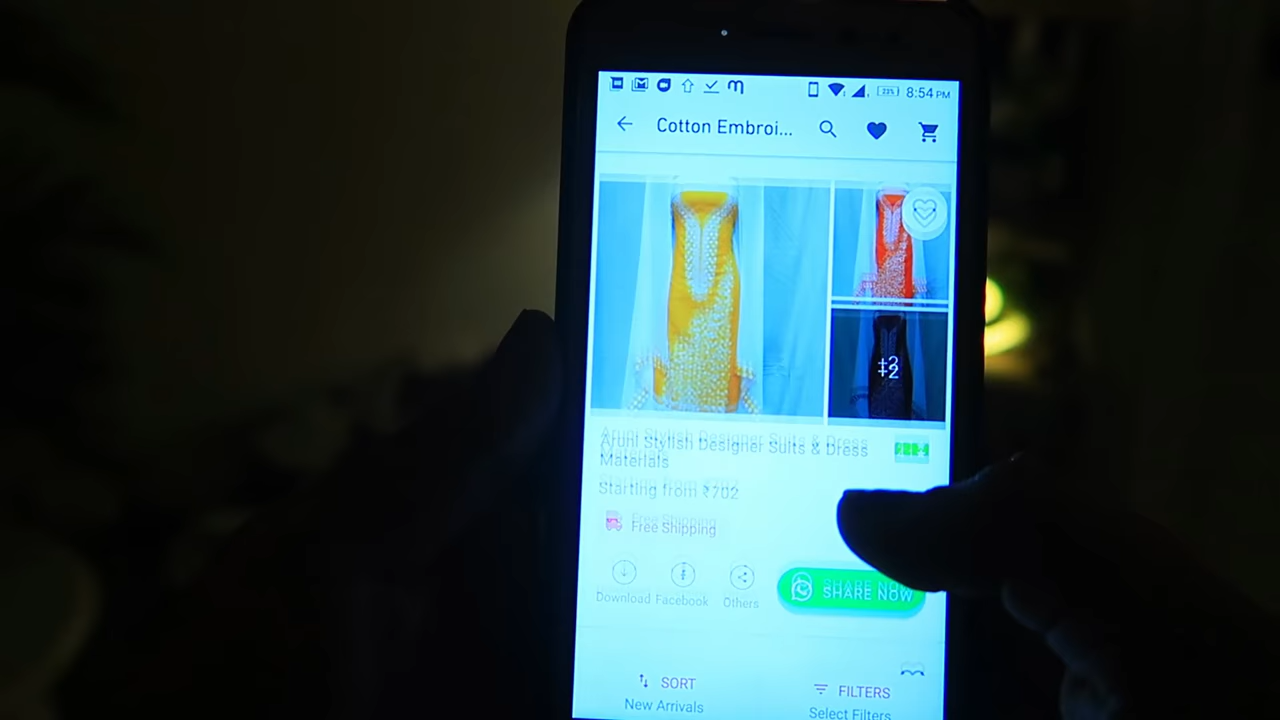 23%
8:54 PM
Cotton Embroi...
+2
Aruni Stylish Designer Suits & Dress
Materials
Starting from ₹702
Free Shipping
Download Facebook Others
SHARE NOW
SORT
New Arrivals
FILTERS
Select Filters